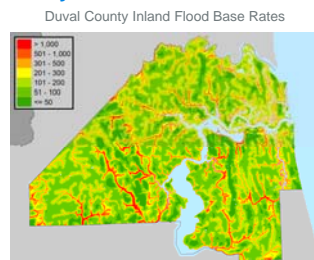 Duval County Inland Flood Base Rates
> 1,000
501 - 1,000
301 - 500
201 - 300
101 - 200
51 - 100
<= 50